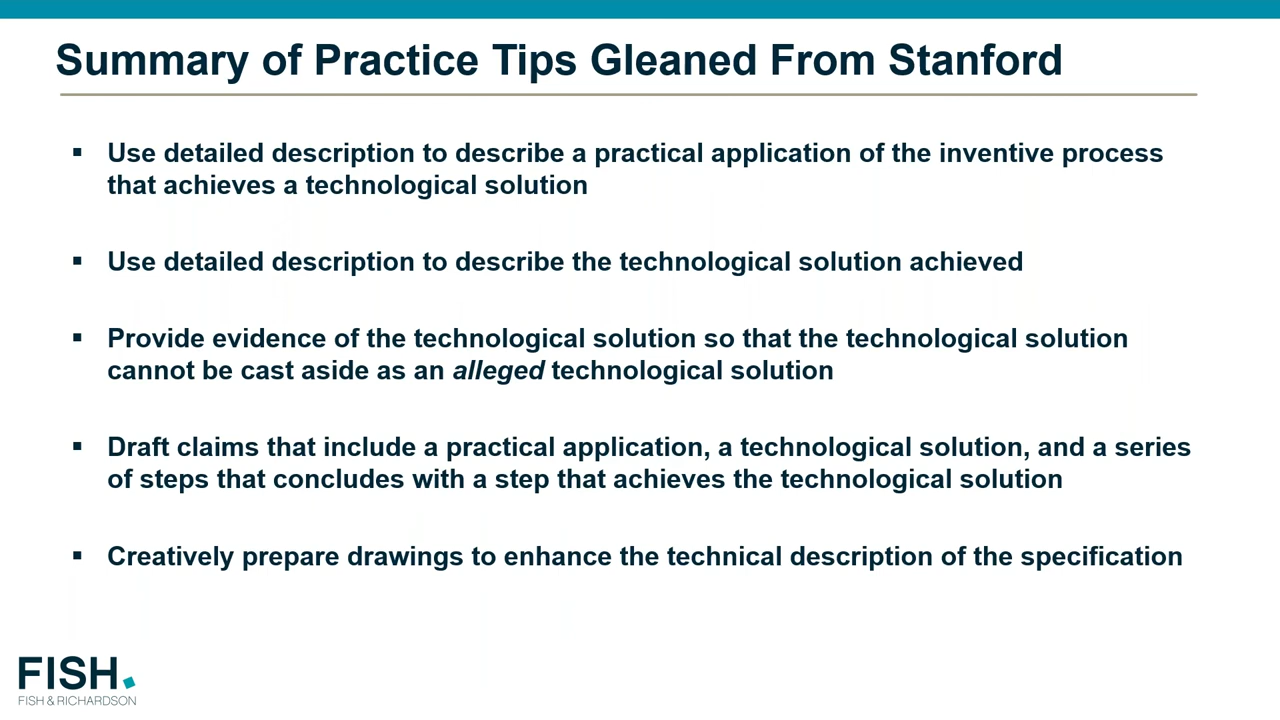 Summary of Practice Tips Gleaned From Stanford
▪ Use detailed description to describe a practical application of the inventive process
that achieves a technological solution
▪ Use detailed description to describe the technological solution achieved
▪ Provide evidence of the technological solution so that the technological solution
cannot be cast aside as an alleged technological solution
▪ Draft claims that include a practical application, a technological solution, and a series
of steps that concludes with a step that achieves the technological solution
▪ Creatively prepare drawings to enhance the technical description of the specification
FISH.
FISH & RICHARDSON